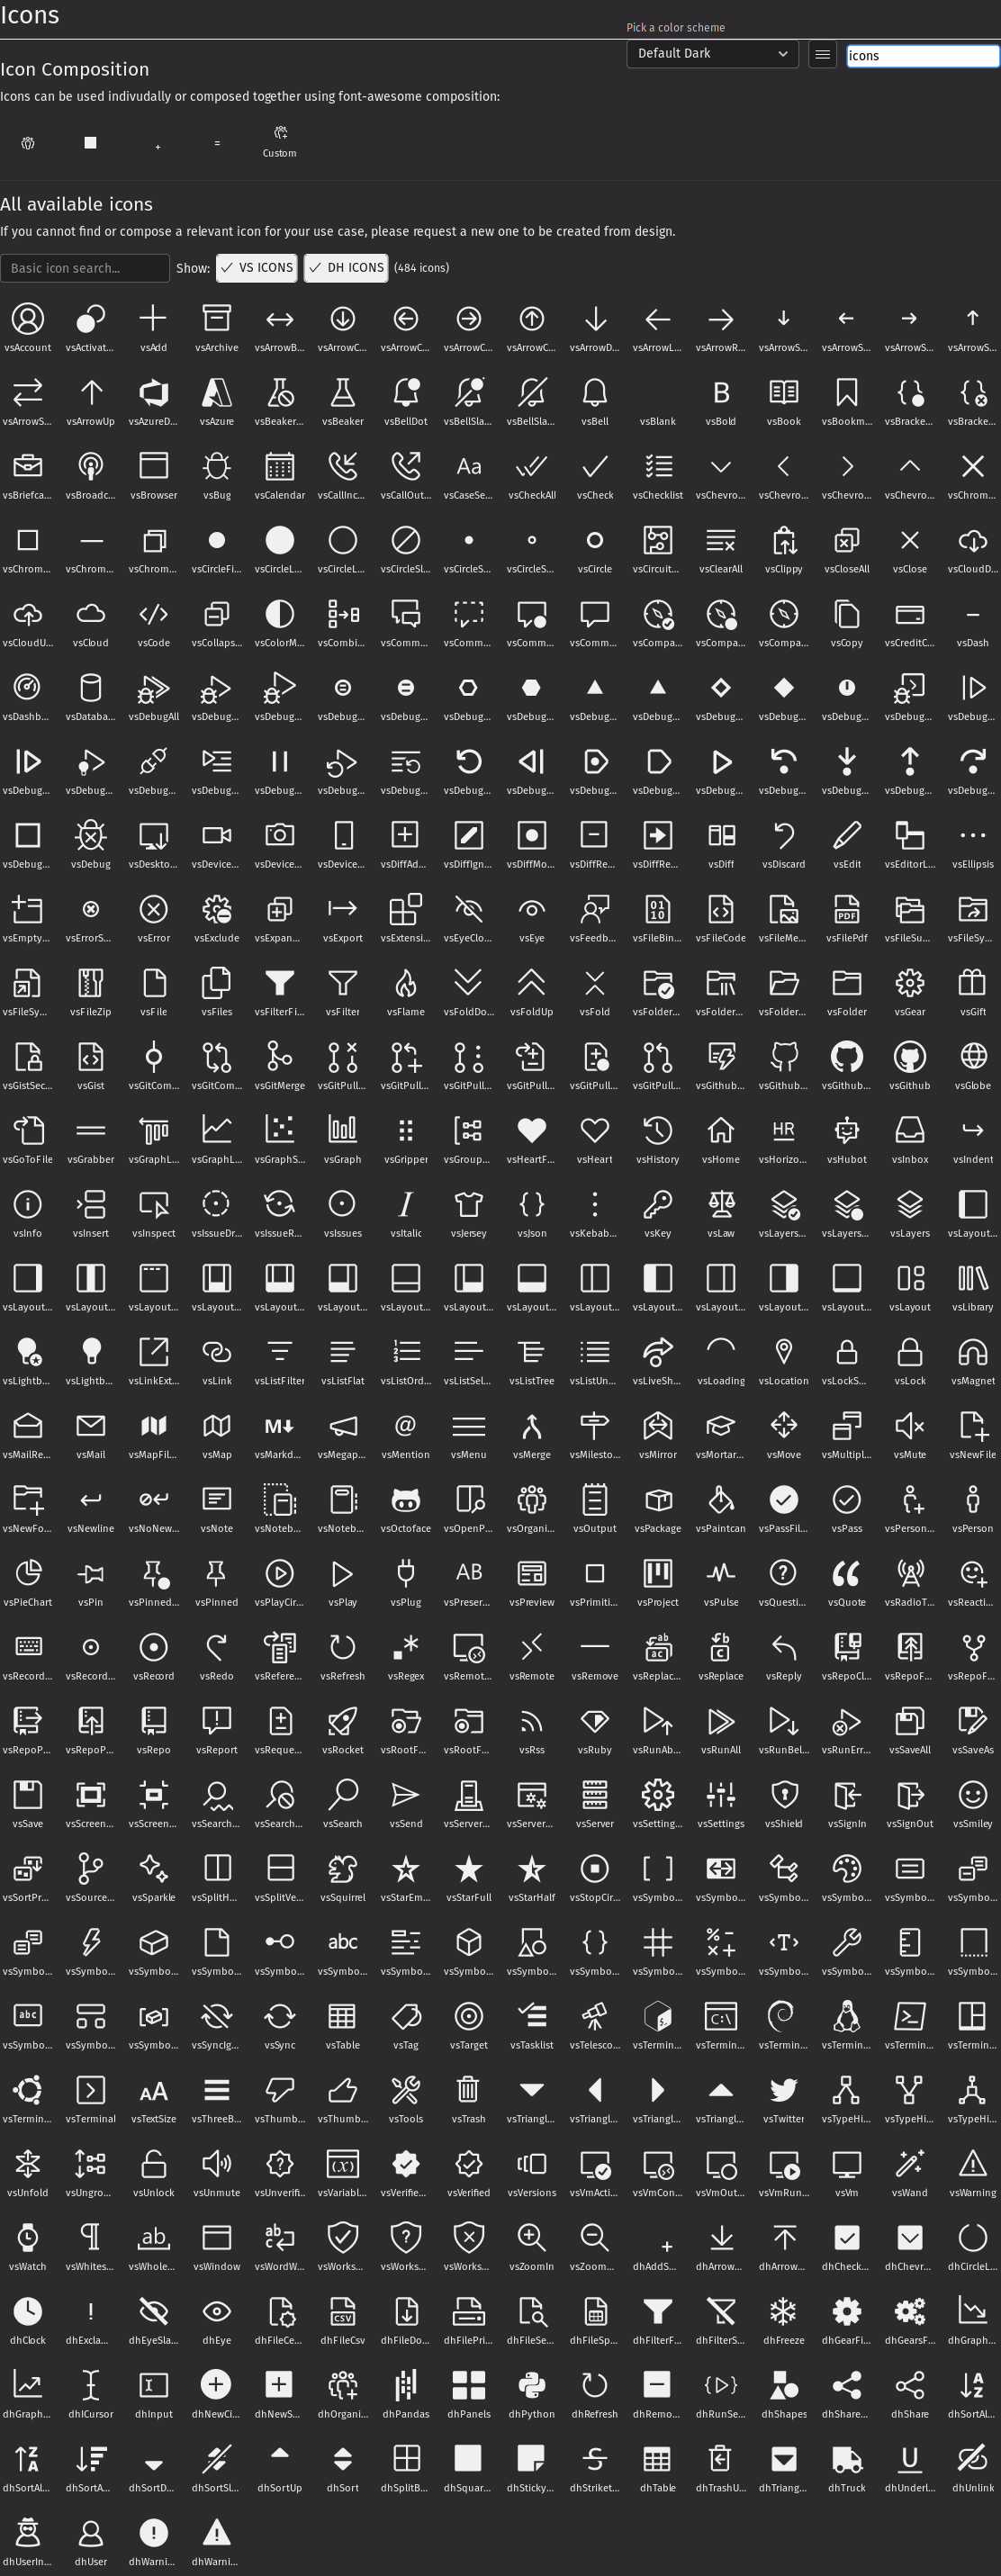 Icons
Pick a color scheme
Default Dark
icons
Icon Composition
Icons can be used indivudally or composed together using font-awesome composition:
+ = Custom
All available icons
If you cannot find or compose a relevant icon for your use case, please request a new one to be created from design.
Basic icon search... Show: VS ICONS DH ICONS (484 icons)
vsAccount vsActivat... vsAdd vsArchive vsArrowB... vsArrowC... vsArrowC... vsArrowC... vsArrowC... vsArrowD... vsArrowL... vsArrowR... vsArrowS... vsArrowS... vsArrowS... vsArrowS...
vsArrowS... vsArrowUp vsAzureD... vsAzure vsBeaker... vsBeaker vsBellDot vsBellSla... vsBellSla... vsBell vsBlank vsBold vsBook vsBookm... vsBracke... vsBracke...
vsBriefca... vsBroadc... vsBrowser vsBug vsCalendar vsCallInc... vsCallOut... vsCaseSe... vsCheckAll vsCheck vsChecklist vsChevro... vsChevro... vsChevro... vsChevro... vsChrom...
vsChrom... vsChrom... vsChrom... vsCircleFi... vsCircleL... vsCircleL... vsCircleSl... vsCircleS... vsCircleS... vsCircle vsCircuit... vsClearAll vsClippy vsCloseAll vsClose vsCloudD...
vsCloudU... vsCloud vsCode vsCollaps... vsColorM... vsCombi... vsComm... vsComm... vsComm... vsComm... vsCompa... vsCompa... vsCompa... vsCopy vsCreditC... vsDash
vsDashb... vsDataba... vsDebugAll vsDebug... vsDebug... vsDebug... vsDebug... vsDebug... vsDebug... vsDebug... vsDebug... vsDebug... vsDebug... vsDebug... vsDebug... vsDebug...
vsDebug... vsDebug... vsDebug... vsDebug... vsDebug... vsDebug... vsDebug... vsDebug... vsDebug... vsDebug... vsDebug... vsDebug... vsDebug... vsDebug... vsDebug... vsDebug...
vsDebug... vsDebug vsDeskto... vsDevice... vsDevice... vsDevice... vsDiffAd... vsDiffIgn... vsDiffMo... vsDiffRe... vsDiffRe... vsDiff vsDiscard vsEdit vsEditorL... vsEllipsis
vsEmpty... vsErrorS... vsError vsExclude vsExpan... vsExport vsExtensi... vsEyeClo... vsEye vsFeedb... vsFileBin... vsFileCode vsFileMe... vsFilePdf vsFileSu... vsFileSy...
vsFileSy... vsFileZip vsFile vsFiles vsFilterFi... vsFilter vsFlame vsFoldDo... vsFoldUp vsFold vsFolder... vsFolder... vsFolder... vsFolder vsGear vsGift
vsGistSec... vsGist vsGitCom... vsGitCom... vsGitMerge vsGitPull... vsGitPull... vsGitPull... vsGitPull... vsGitPull... vsGitPull... vsGithub... vsGithub... vsGithub... vsGithub vsGlobe
vsGoToFile vsGrabber vsGraphL... vsGraphL... vsGraphS... vsGraph vsGripper vsGroup... vsHeartF... vsHeart vsHistory vsHome vsHorizo... vsHubot vsInbox vsIndent
vsInfo vsInsert vsInspect vsIssueDr... vsIssueR... vsIssues vsItalic vsJersey vsJson vsKebab... vsKey vsLaw vsLayers... vsLayers... vsLayers vsLayout...
vsLayout... vsLayout... vsLayout... vsLayout... vsLayout... vsLayout... vsLayout... vsLayout... vsLayout... vsLayout... vsLayout... vsLayout... vsLayout... vsLayout... vsLayout vsLibrary
vsLightb... vsLightb... vsLinkExt... vsLink vsListFilter vsListFlat vsListOrd... vsListSel... vsListTree vsListUn... vsLiveSh... vsLoading vsLocation vsLockS... vsLock vsMagnet
vsMailRe... vsMail vsMapFil... vsMap vsMarkd... vsMegap... vsMention vsMenu vsMerge vsMilesto... vsMirror vsMortar... vsMove vsMultipl... vsMute vsNewFile
vsNewFo... vsNewline vsNoNew... vsNote vsNoteb... vsNoteb... vsOctoface vsOpenP... vsOrgani... vsOutput vsPackage vsPaintcan vsPassFil... vsPass vsPerson... vsPerson
vsPieChart vsPin vsPinned... vsPinned vsPlayCir... vsPlay vsPlug vsPreser... vsPreview vsPrimiti... vsProject vsPulse vsQuesti... vsQuote vsRadioT... vsReacti...
vsRecord... vsRecord... vsRecord vsRedo vsRefere... vsRefresh vsRegex vsRemot... vsRemote vsRemove vsReplac... vsReplace vsReply vsRepoCl... vsRepoF... vsRepoF...
vsRepoP... vsRepoP... vsRepo vsReport vsReque... vsRocket vsRootF... vsRootF... vsRss vsRuby vsRunAb... vsRunAll vsRunBel... vsRunErr... vsSaveAll vsSaveAs
vsSave vsScreen... vsScreen... vsSearch... vsSearch... vsSearch vsSend vsServer... vsServer... vsServer vsSetting... vsSettings vsShield vsSignIn vsSignOut vsSmiley
vsSortPr... vsSource... vsSparkle vsSplitH... vsSplitVe... vsSquirrel vsStarEm... vsStarFull vsStarHalf vsStopCir... vsSymbo... vsSymbo... vsSymbo... vsSymbo... vsSymbo... vsSymbo...
vsSymbo... vsSymbo... vsSymbo... vsSymbo... vsSymbo... vsSymbo... vsSymbo... vsSymbo... vsSymbo... vsSymbo... vsSymbo... vsSymbo... vsSymbo... vsSymbo... vsSymbo... vsSymbo...
vsSymbo... vsSymbo... vsSymbo... vsSyncIg... vsSync vsTable vsTag vsTarget vsTasklist vsTelesco... vsTermin... vsTermin... vsTermin... vsTermin... vsTermin... vsTermin...
vsTermin... vsTerminal vsTextSize vsThreeB... vsThumb... vsThumb... vsTools vsTrash vsTriangl... vsTriangl... vsTriangl... vsTriangl... vsTwitter vsTypeHi... vsTypeHi... vsTypeHi...
vsUnfold vsUngro... vsUnlock vsUnmute vsUnverifi... vsVariabl... vsVerifie... vsVerified vsVersions vsVmActi... vsVmCon... vsVmOut... vsVmRun... vsVm vsWand vsWarning
vsWatch vsWhites... vsWhole... vsWindow vsWordW... vsWorks... vsWorks... vsWorks... vsZoomIn vsZoom... dhAddS... dhArrow... dhArrow... dhCheck... dhChevr... dhCircleL...
dhClock dhExcla... dhEyeSla... dhEye dhFileCe... dhFileCsv dhFileDo... dhFilePri... dhFileSe... dhFileSp... dhFilterF... dhFilterS... dhFreeze dhGearFi... dhGearsF... dhGraph...
dhGraph... dhICursor dhInput dhNewCi... dhNewS... dhOrgani... dhPandas dhPanels dhPython dhRefresh dhRemo... dhRunSe... dhShapes dhShare... dhShare dhSortAl...
dhSortAl... dhSortA... dhSortD... dhSortSl... dhSortUp dhSort dhSplitB... dhSquar... dhSticky... dhStriket... dhTable dhTrashU... dhTriang... dhTruck dhUnderl... dhUnlink
dhUserIn... dhUser dhWarni... dhWarni...